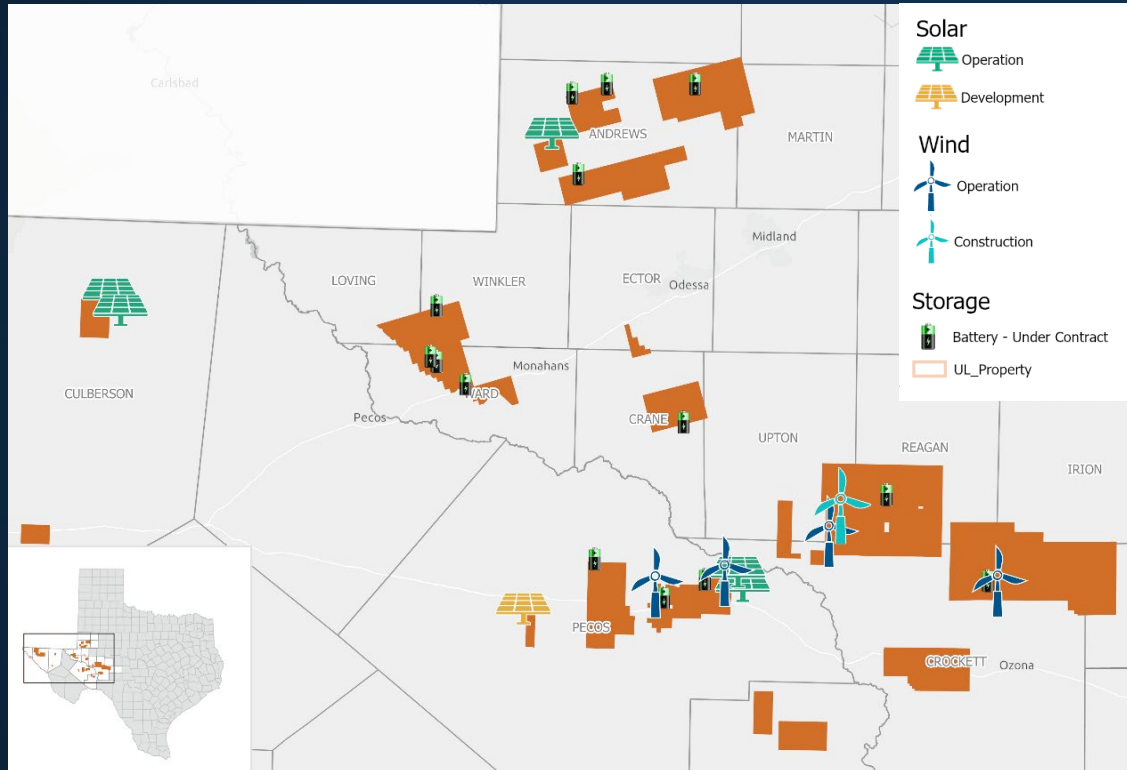 Solar
Operation
Development
Wind
Operation
Construction
Storage
Battery - Under Contract
UL_Property
Carlsbad
ANDREWS
MARTIN
Midland
LOVING
WINKLER
ECTOR
Odessa
CULBERSON
Monahans
WARD
Pecos
CRANE
UPTON
REAGAN
IRION
PECOS
CROCKETT
Ozona